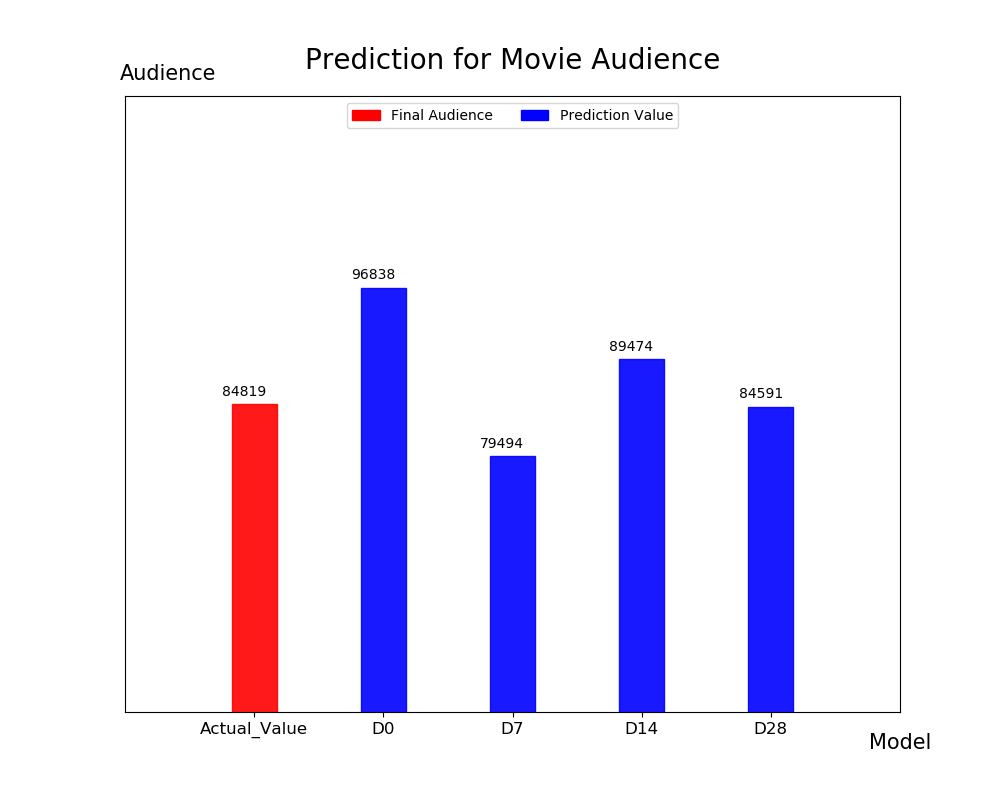 Prediction for Movie Audience
Audience
Final Audience Prediction Value
96838
89474
84819
84591
79494
Actual_Value D0 D7 D14 D28
Model